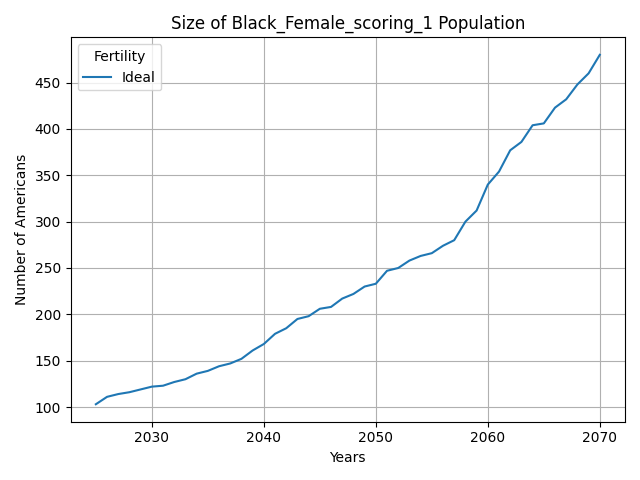 Size of Black_Female_scoring_1 Population
Fertility
Ideal
Number of Americans
450
400
350
300
250
200
150
100
2030 2040 2050 2060 2070
Years